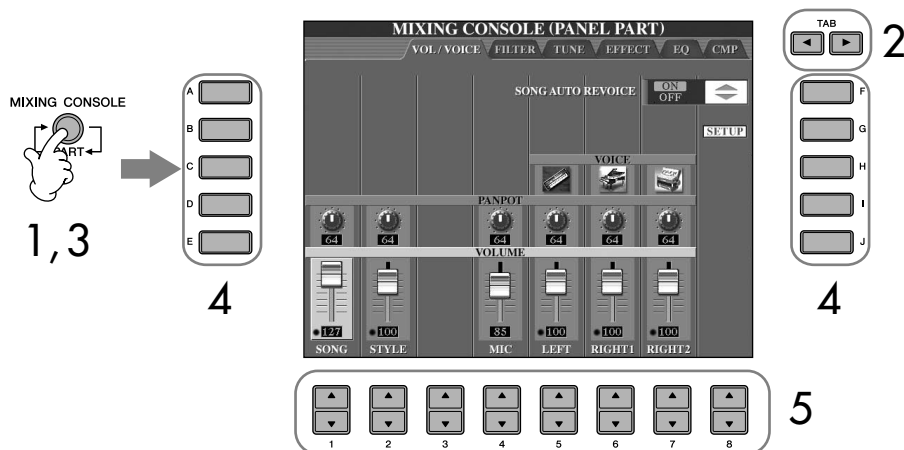 MIXING CONSOLE (PANEL PART)
VOL / VOICE FILTER TUNE EFFECT EQ CMP
TAB
2
SONG AUTO REVOICE ON
OFF
SETUP
MIXING CONSOLE
PART
1, 3
A
B
C
D
E
4
F
G
H
I
J
4
VOICE
PANPOT
64 64 64 64 64 64
VOLUME
127 100 85 100 100 100
SONG STYLE MIC LEFT RIGHT1 RIGHT2
1 2 3 4 5 6 7 8
5